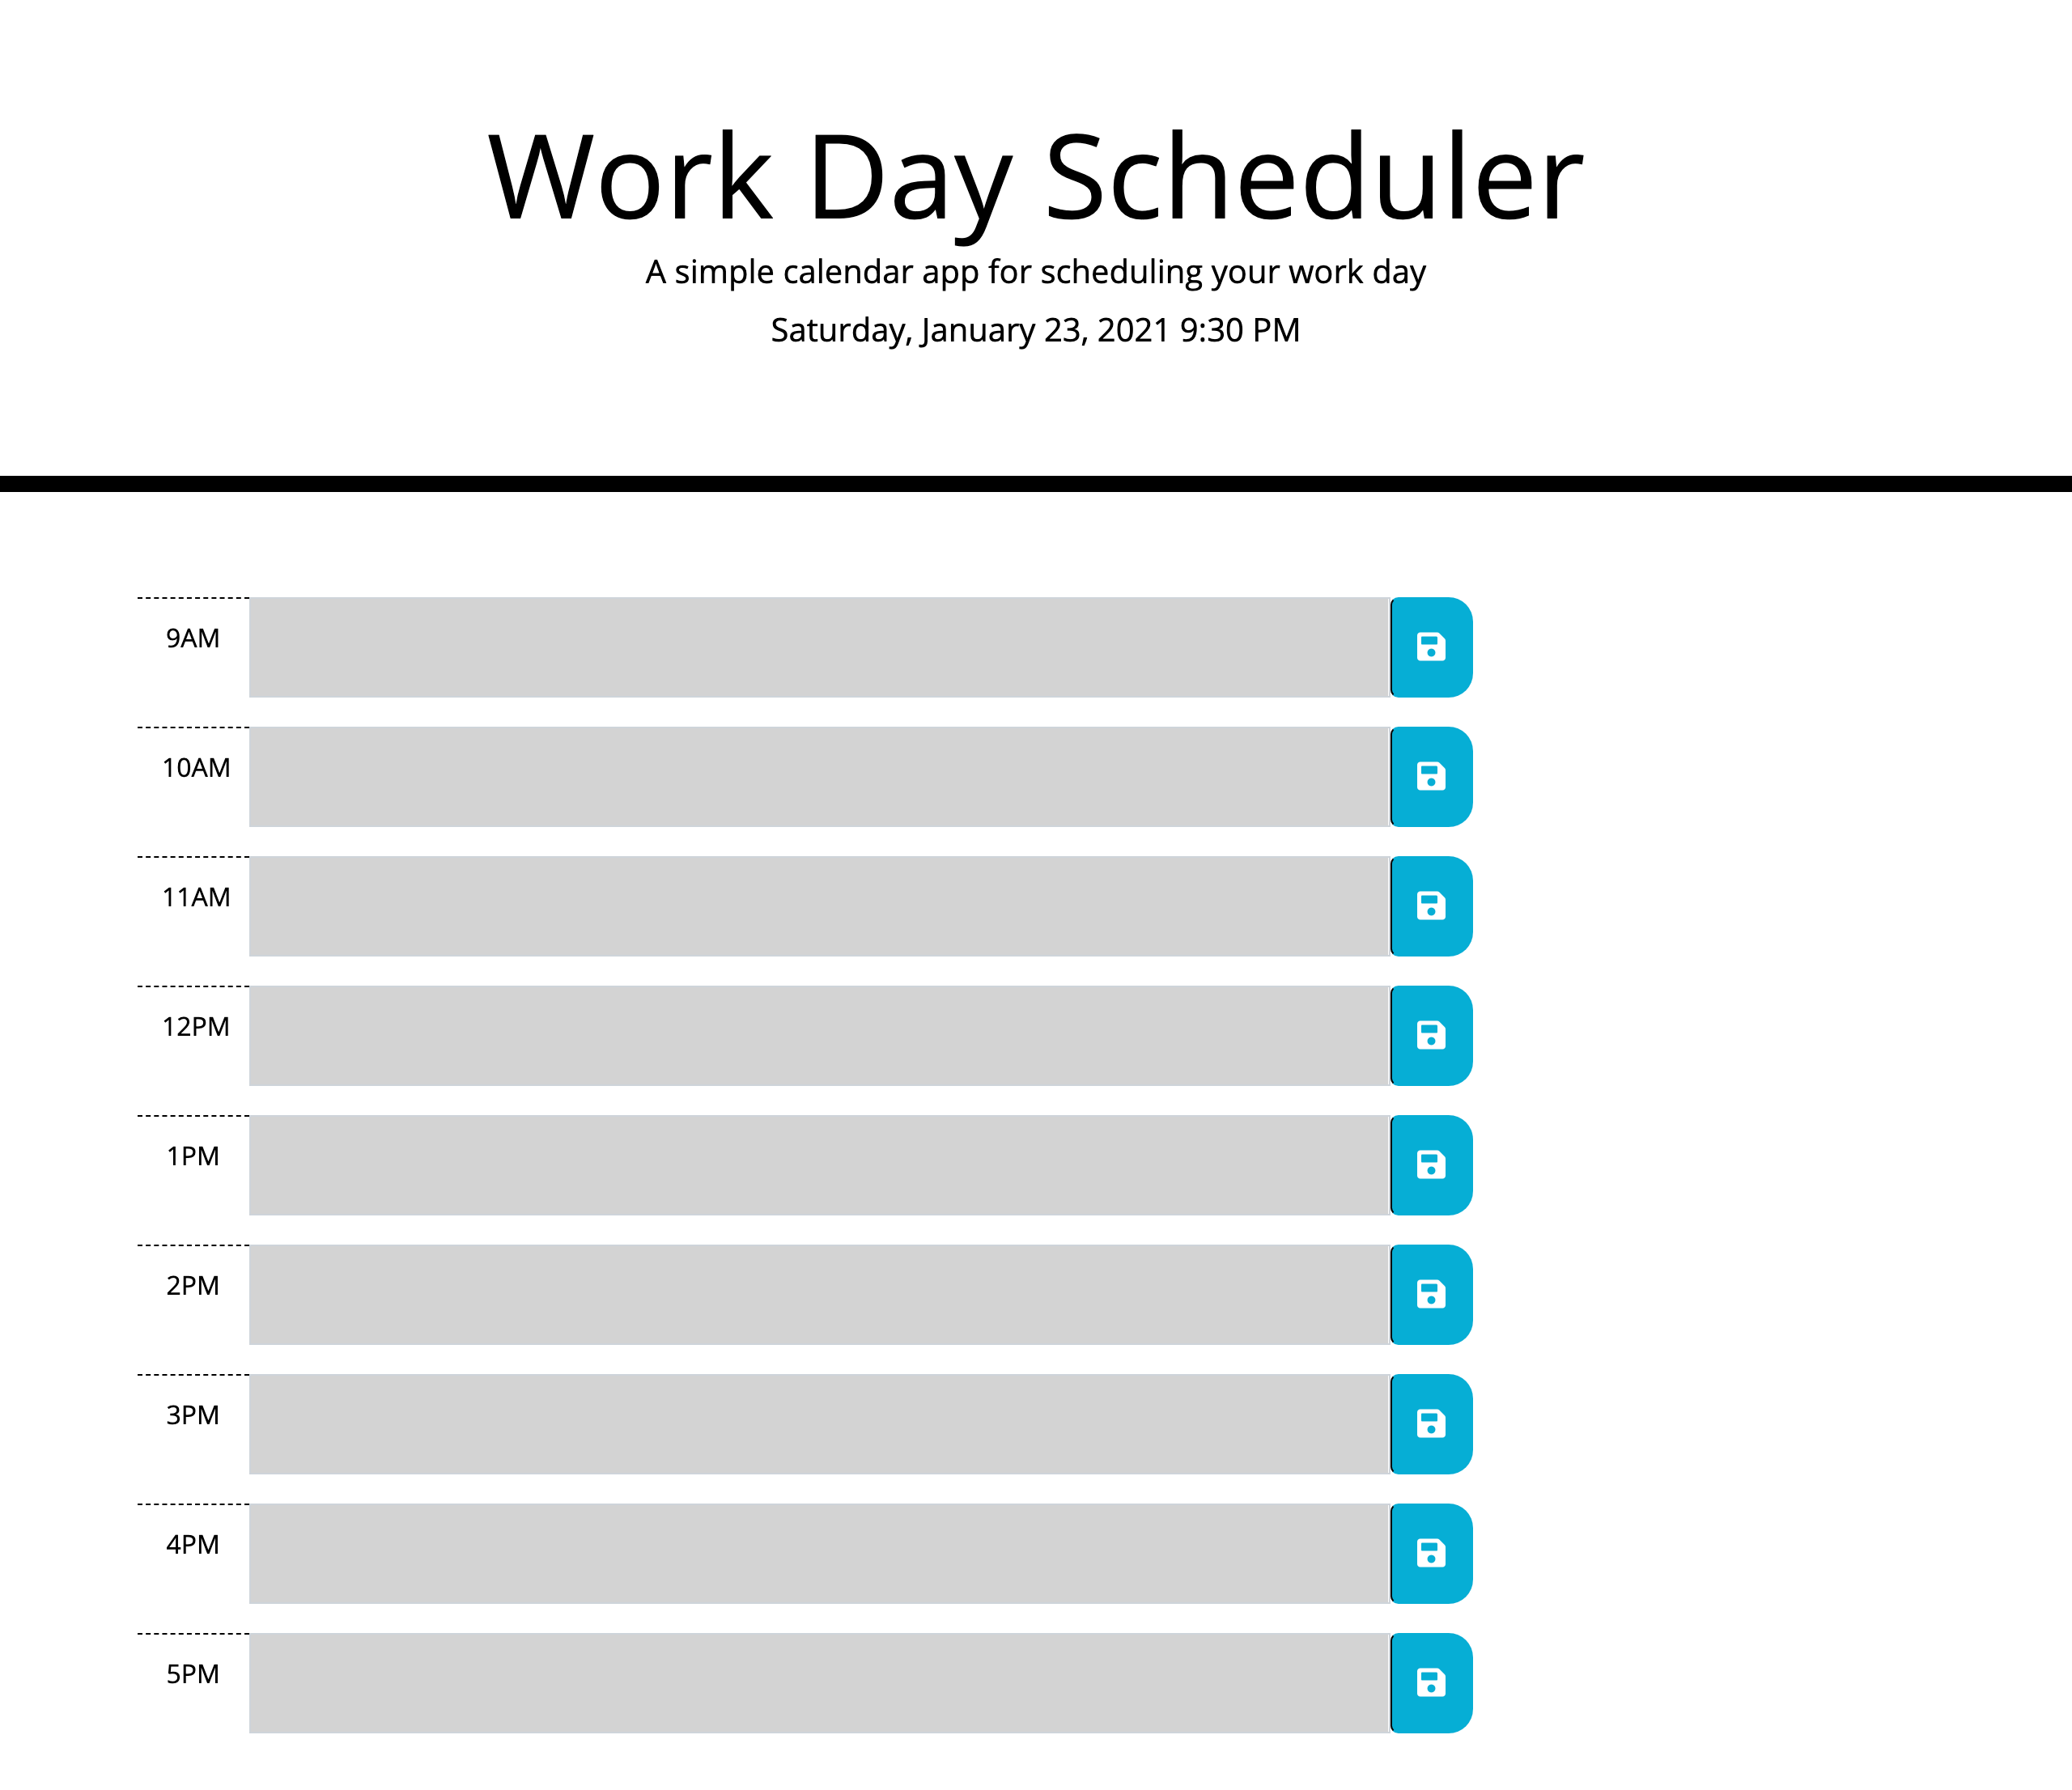 Work Day Scheduler
A simple calendar app for scheduling your work day
Saturday, January 23, 2021 9:30 PM
9AM
10AM
11AM
12PM
1PM
2PM
3PM
4PM
5PM